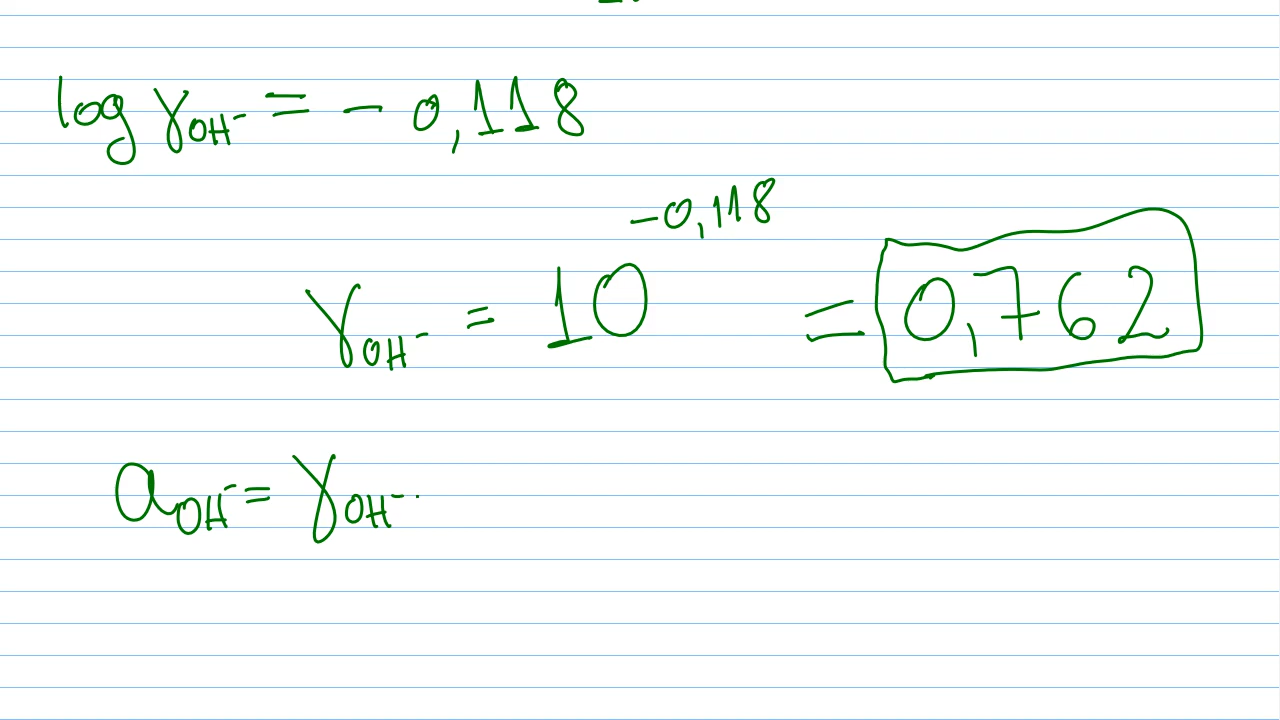 log γOH⁻ = - 0,118
γOH⁻ = 10^-0,118 = 0,762
aOH⁻ = γOH⁻ ·